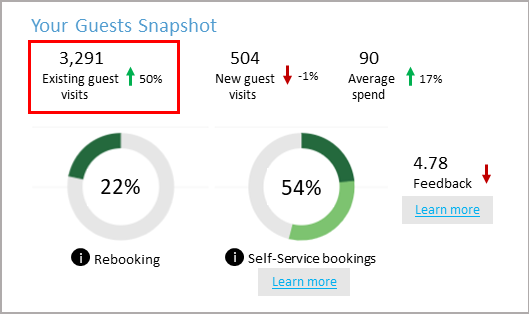 Your Guests Snapshot
3,291
Existing guest
visits
50%
504
New guest
visits
-1%
90
Average
spend
17%
22%
i Rebooking
54%
i Self-Service bookings
Learn more
4.78
Feedback
Learn more